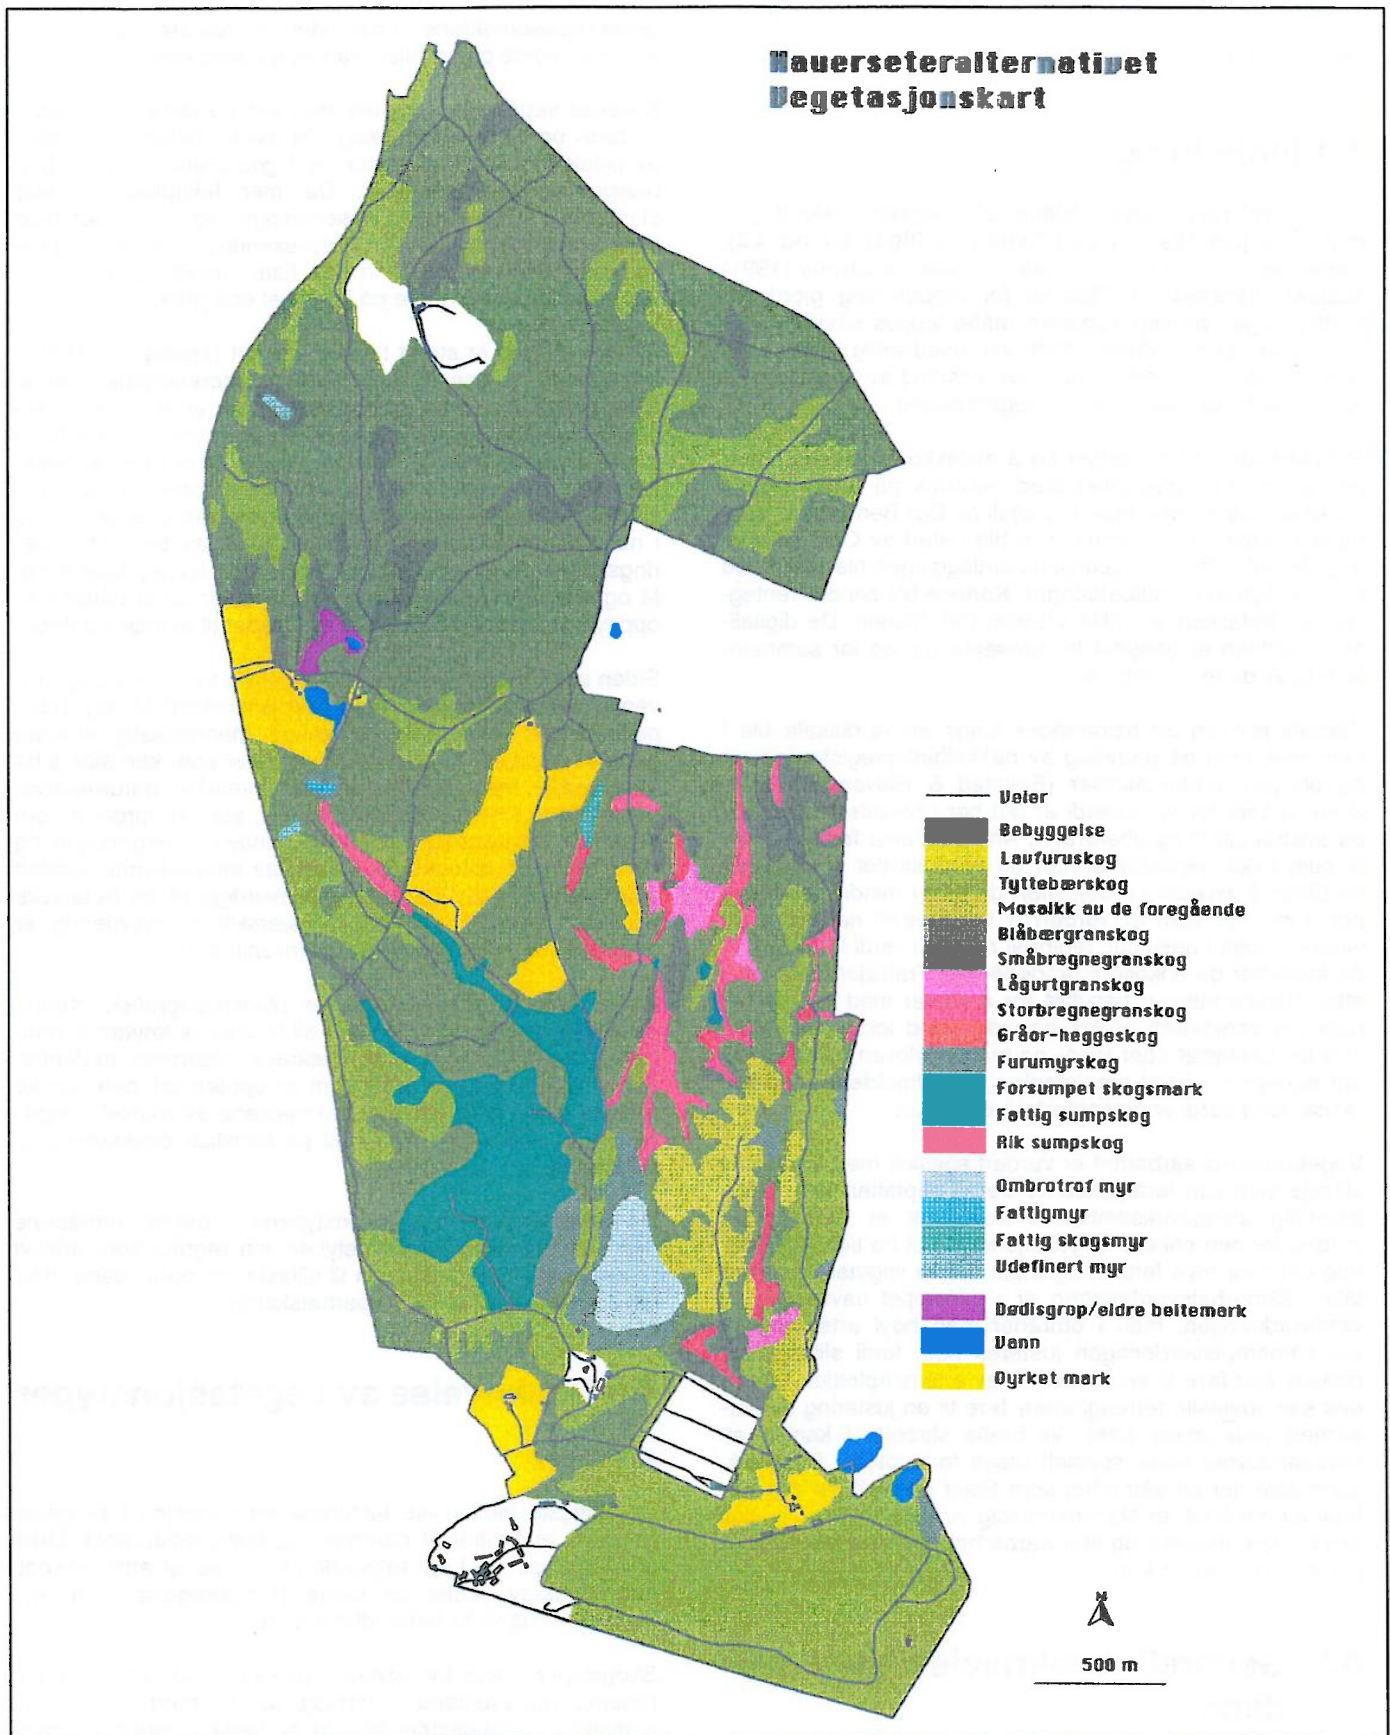 Hauerseteralternativet
Vegetasjonskart
Veier
Bebyggelse
Lavfuruskog
Tyttebærskog
Mosaikk av de foregående
Blåbærgranskog
Småbregnegranskog
Lågurtgranskog
Storbregnegranskog
Gråor-heggeskog
Furumyrskog
Forsumpet skogsmark
Fattig sumpskog
Rik sumpskog
Ombrotrof myr
Fattigmyr
Fattig skogsmyr
Udefinert myr
Dødisgrop/eldre beitemark
Vann
Dyrket mark
N
500 m